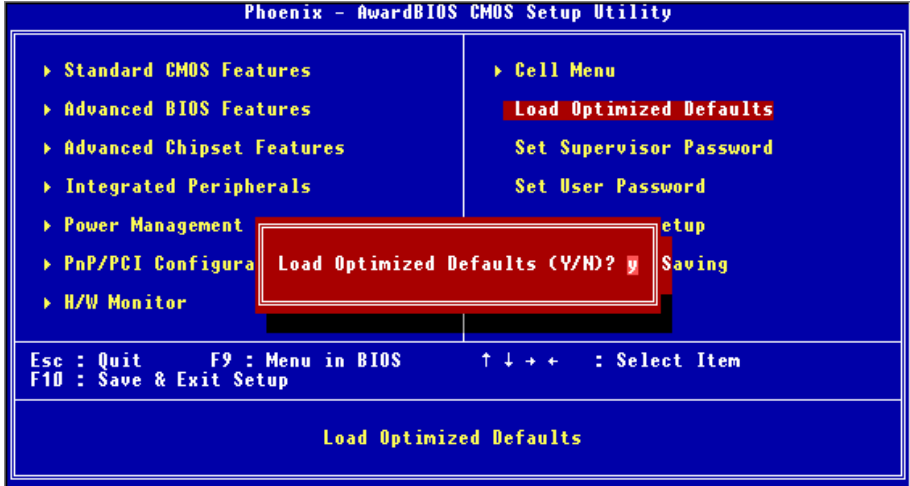 Phoenix - AwardBIOS CMOS Setup Utility
▸ Standard CMOS Features
▸ Advanced BIOS Features
▸ Advanced Chipset Features
▸ Integrated Peripherals
▸ Power Management
▸ PnP/PCI Configura
▸ H/W Monitor
▸ Cell Menu
Load Optimized Defaults
Set Supervisor Password
Set User Password
etup
Saving
Load Optimized Defaults (Y/N)? y
Esc : Quit F9 : Menu in BIOS ↑ ↓ → ← : Select Item
F10 : Save & Exit Setup
Load Optimized Defaults